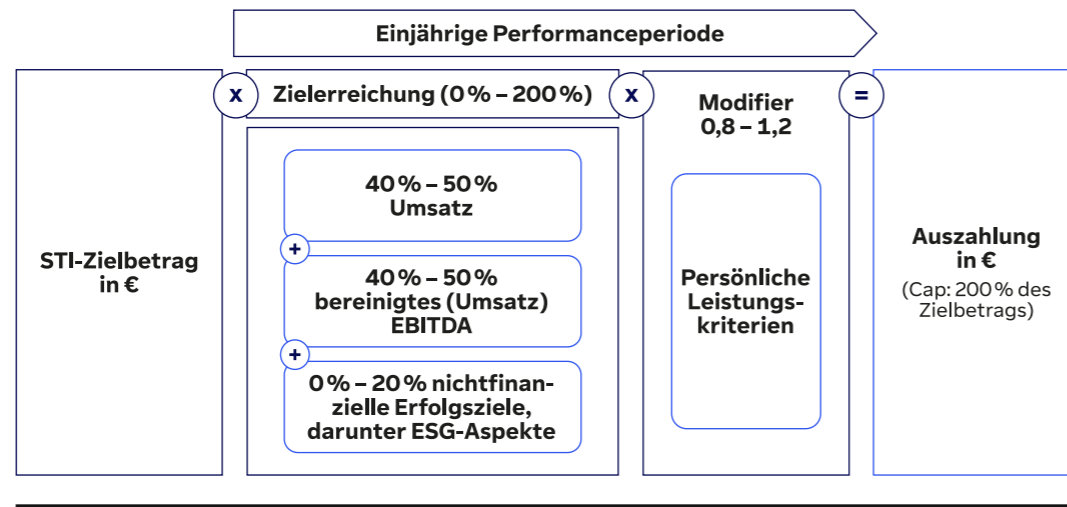 Einjährige Performanceperiode
STI-Zielbetrag
in €
x
Zielerreichung (0 % – 200 %)
40 % – 50 %
Umsatz
+
40 % – 50 %
bereinigtes (Umsatz)
EBITDA
+
0 % – 20 % nichtfinan-
zielle Erfolgsziele,
darunter ESG-Aspekte
x
Modifier
0,8 – 1,2
Persönliche
Leistungs-
kriterien
=
Auszahlung
in €
(Cap: 200 % des
Zielbetrags)